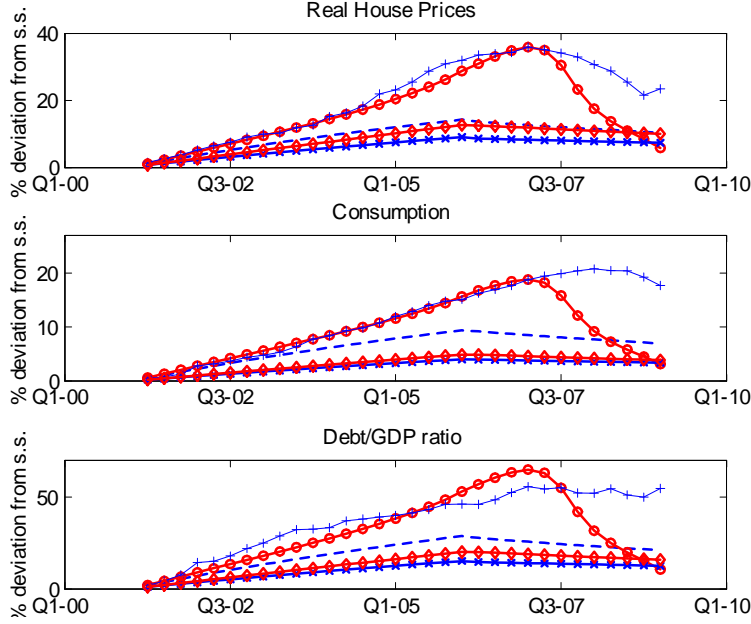 Real House Prices
% deviation from s.s.
40
20
0
Q1-00 Q3-02 Q1-05 Q3-07 Q1-10
Consumption
% deviation from s.s.
20
10
0
Q1-00 Q3-02 Q1-05 Q3-07 Q1-10
Debt/GDP ratio
% deviation from s.s.
50
0
Q1-00 Q3-02 Q1-05 Q3-07 Q1-10